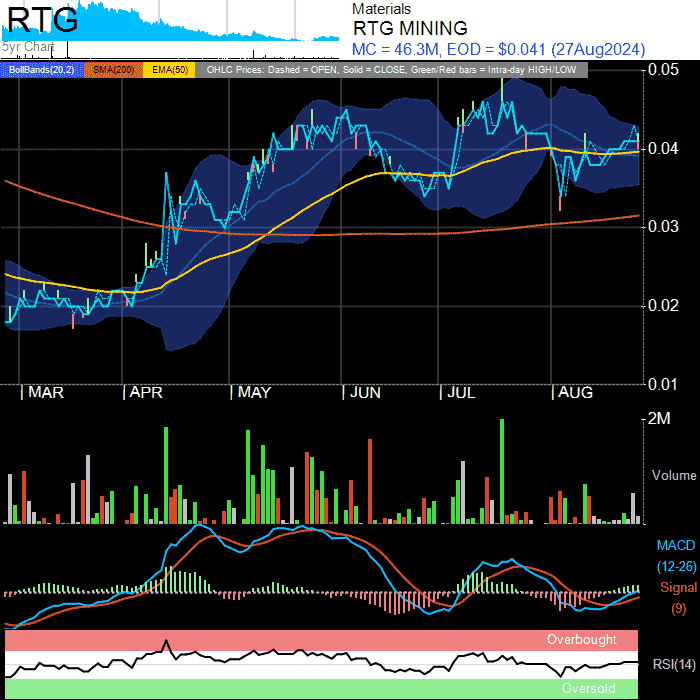 RTG
5yr Chart
Materials
RTG MINING
MC = 46.3M, EOD = $0.041 (27Aug2024)
BollBands(20,2) SMA(200) EMA(50) OHLC Prices: Dashed = OPEN, Solid = CLOSE, Green/Red bars = Intra-day HIGH/LOW
0.05
0.04
0.03
0.02
0.01
| MAR | APR | MAY | JUN | JUL | AUG
2M
Volume
MACD
(12-26)
Signal
(9)
Overbought
RSI(14)
Oversold